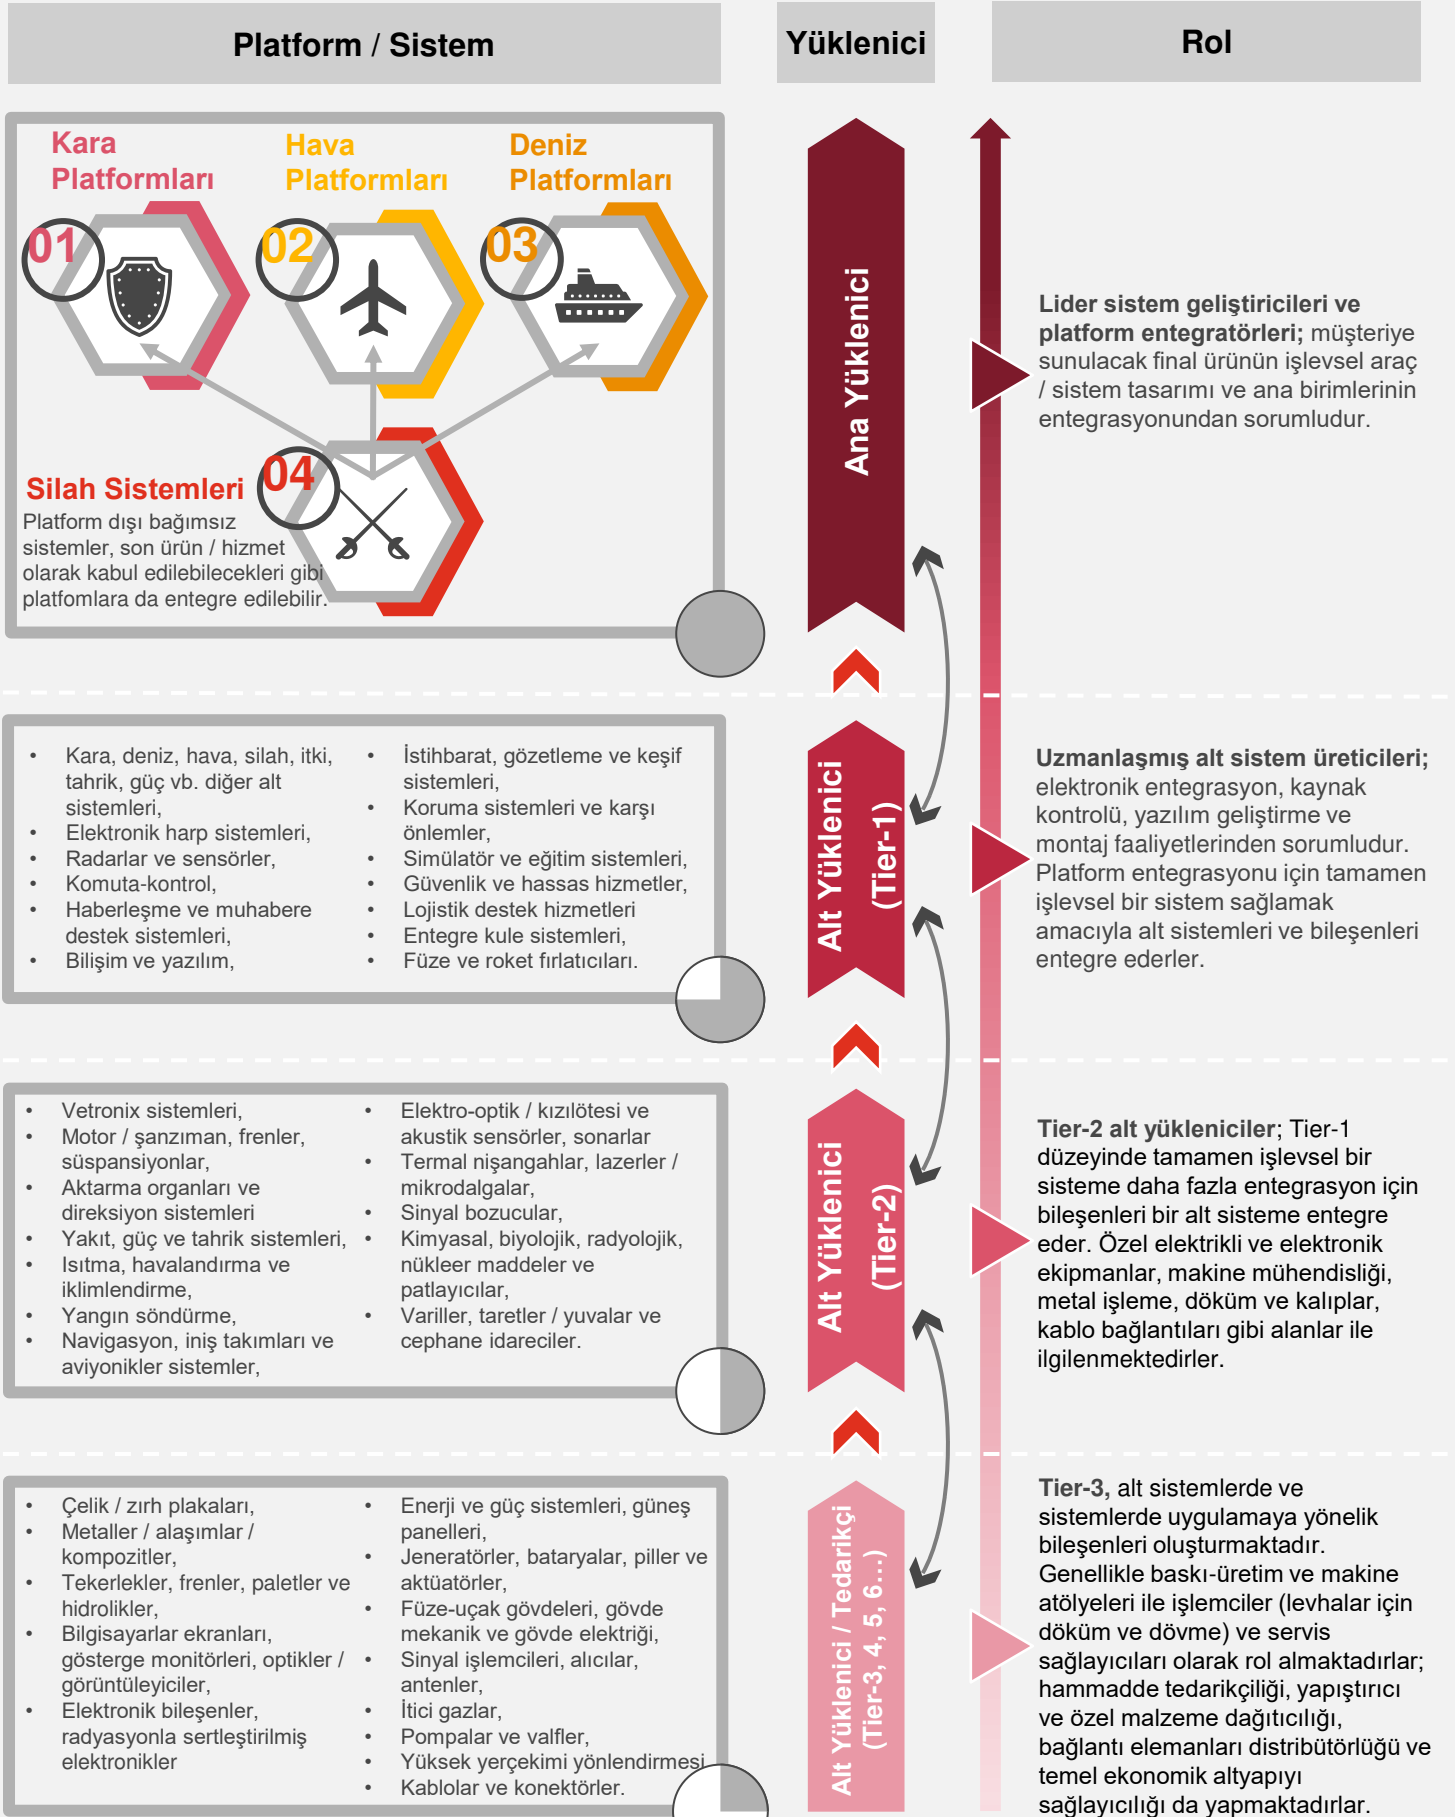 Platform / Sistem
Yüklenici
Rol
Kara
Platformları
Hava
Platformları
Deniz
Platformları
01
02
03
Silah Sistemleri
04
Platform dışı bağımsız
sistemler, son ürün / hizmet
olarak kabul edilebilecekleri gibi
platfomlara da entegre edilebilir.
Ana Yüklenici
Lider sistem geliştiricileri ve
platform entegratörleri; müşteriye
sunulacak final ürünün işlevsel araç
/ sistem tasarımı ve ana birimlerinin
entegrasyonundan sorumludur.
• Kara, deniz, hava, silah, itki,
tahrik, güç vb. diğer alt
sistemleri,
• Elektronik harp sistemleri,
• Radarlar ve sensörler,
• Komuta-kontrol,
• Haberleşme ve muhabere
destek sistemleri,
• Bilişim ve yazılım,
• İstihbarat, gözetleme ve keşif
sistemleri,
• Koruma sistemleri ve karşı
önlemler,
• Simülatör ve eğitim sistemleri,
• Güvenlik ve hassas hizmetler,
• Lojistik destek hizmetleri
• Entegre kule sistemleri,
• Füze ve roket fırlatıcıları.
Alt Yüklenici
(Tier-1)
Uzmanlaşmış alt sistem üreticileri;
elektronik entegrasyon, kaynak
kontrolü, yazılım geliştirme ve
montaj faaliyetlerinden sorumludur.
Platform entegrasyonu için tamamen
işlevsel bir sistem sağlamak
amacıyla alt sistemleri ve bileşenleri
entegre ederler.
• Vetronix sistemleri,
• Motor / şanzıman, frenler,
süspansiyonlar,
• Aktarma organları ve
direksiyon sistemleri
• Yakıt, güç ve tahrik sistemleri,
• Isıtma, havalandırma ve
iklimlendirme,
• Yangın söndürme,
• Navigasyon, iniş takımları ve
aviyonikler sistemler,
• Elektro-optik / kızılötesi ve
akustik sensörler, sonarlar
• Termal nişangahlar, lazerler /
mikrodalgalar,
• Sinyal bozucular,
• Kimyasal, biyolojik, radyolojik,
nükleer maddeler ve
patlayıcılar,
• Variller, taretler / yuvalar ve
cephane idareciler.
Alt Yüklenici
(Tier-2)
Tier-2 alt yükleniciler; Tier-1
düzeyinde tamamen işlevsel bir
sisteme daha fazla entegrasyon için
bileşenleri bir alt sisteme entegre
eder. Özel elektrikli ve elektronik
ekipmanlar, makine mühendisliği,
metal işleme, döküm ve kalıplar,
kablo bağlantıları gibi alanlar ile
ilgilenmektedirler.
• Çelik / zırh plakaları,
• Metaller / alaşımlar /
kompozitler,
• Tekerlekler, frenler, paletler ve
hidrolikler,
• Bilgisayarlar ekranları,
gösterge monitörleri, optikler /
görüntüleyiciler,
• Elektronik bileşenler,
radyasyonla sertleştirilmiş
elektronikler
• Enerji ve güç sistemleri, güneş
panelleri,
• Jeneratörler, bataryalar, piller ve
aktüatörler,
• Füze-uçak gövdeleri, gövde
mekanik ve gövde elektriği,
• Sinyal işlemcileri, alıcılar,
antenler,
• İtici gazlar,
• Pompalar ve valfler,
• Yüksek yerçekimi yönlendirmesi
• Kablolar ve konektörler.
Alt Yüklenici / Tedarikçi
(Tier-3, 4, 5, 6…)
Tier-3, alt sistemlerde ve
sistemlerde uygulamaya yönelik
bileşenleri oluşturmaktadır.
Genellikle baskı-üretim ve makine
atölyeleri ile işlemciler (levhalar için
döküm ve dövme) ve servis
sağlayıcıları olarak rol almaktadırlar;
hammadde tedarikçiliği, yapıştırıcı
ve özel malzeme dağıtıcılığı,
bağlantı elemanları distribütörlüğü ve
temel ekonomik altyapıyı
sağlayıcılığı da yapmaktadırlar.